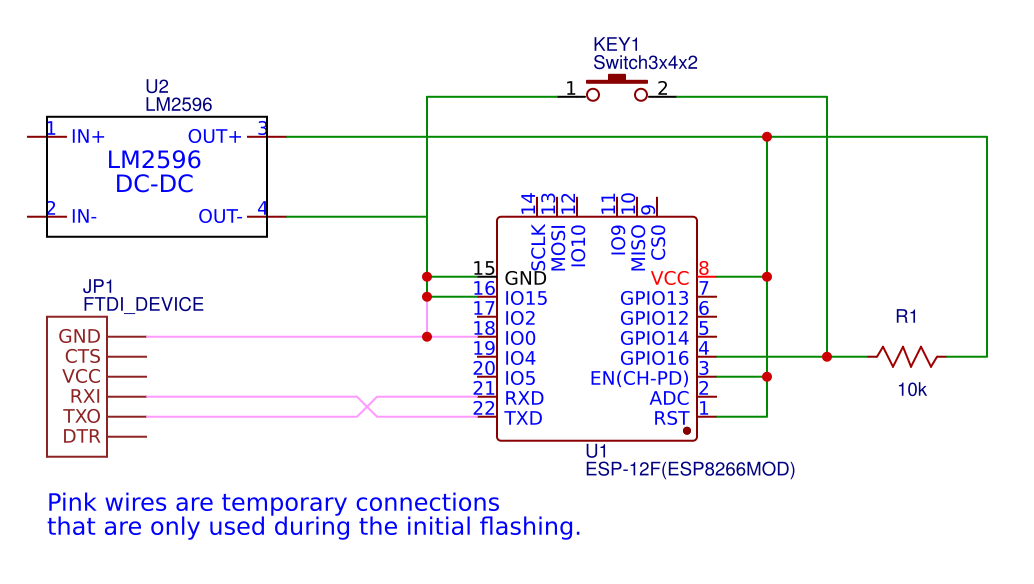 KEY1
Switch3x4x2
1
2
U2
LM2596
1
IN+
OUT+
3
LM2596
DC-DC
2
IN-
OUT-
4
14
13
12
11
10
9
SCLK
MOSI
IO10
IO9
MISO
CS0
15
GND
VCC
8
16
IO15
GPIO13
7
17
IO2
GPIO12
6
18
IO0
GPIO14
5
19
IO4
GPIO16
4
20
IO5
EN(CH-PD)
3
21
RXD
ADC
2
22
TXD
RST
1
U1
ESP-12F(ESP8266MOD)
JP1
FTDI_DEVICE
GND
CTS
VCC
RXI
TXO
DTR
R1
10k
Pink wires are temporary connections
that are only used during the initial flashing.